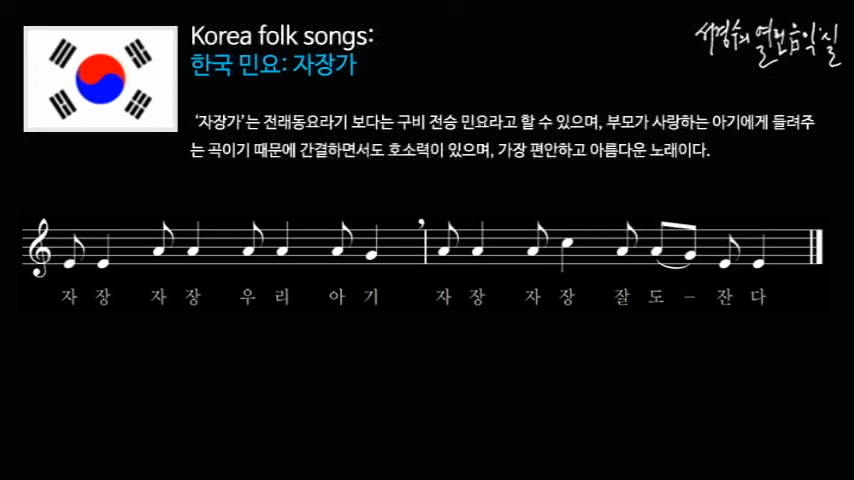 Korea folk songs:
서경수의 열린음악실
한국 민요: 자장가
‘자장가’는 전래동요라기 보다는 구비 전승 민요라고 할 수 있으며, 부모가 사랑하는 아기에게 들려주
는 곡이기 때문에 간결하면서도 호소력이 있으며, 가장 편안하고 아름다운 노래이다.
자 장 자 장 우 리 아 기 자 장 자 장 잘 도 – 잔 다